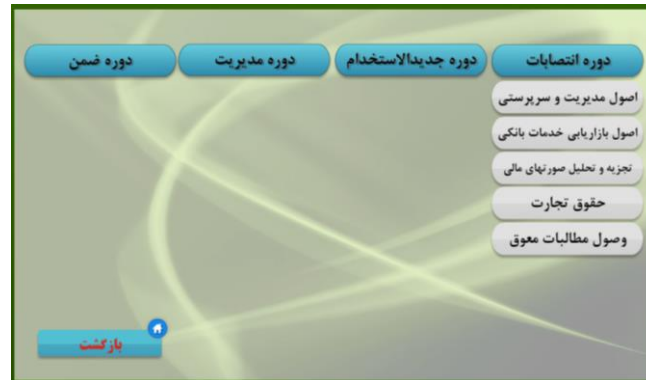 دوره انتصابات
دوره جدیدالاستخدام
دوره مدیریت
دوره ضمن
اصول مدیریت و سرپرستی
اصول بازاریابی خدمات بانکی
تجزیه و تحلیل صورتهای مالی
حقوق تجارت
وصول مطالبات معوق
بازگشت